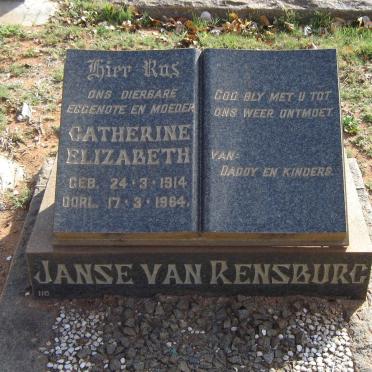 Hier Rus
ONS DIERBARE
EGGENOTE EN MOEDER
CATHERINE
ELIZABETH
GEB. 24·3·1914
OORL. 17·3·1964.
GOD BLY MET U TOT
ONS WEER ONTMOET.
VAN:
DADDY EN KINDERS.
JANSE VAN RENSBURG
110